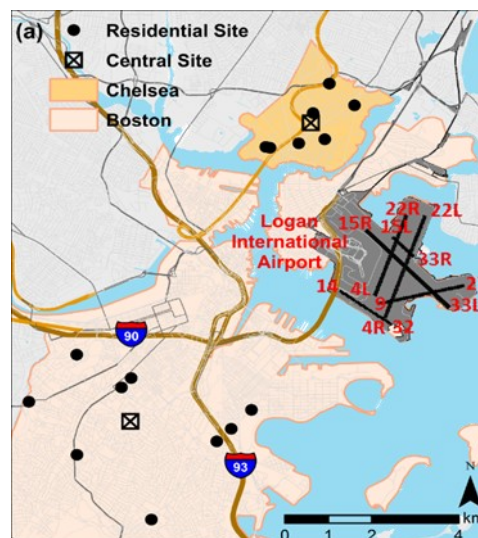 (a)
Residential Site
Central Site
Chelsea
Boston
Logan
International
Airport
15R
22R
22L
15L
33R
14
4L
9
2
33L
4R
32
90
93
N
0 1 2 4
km